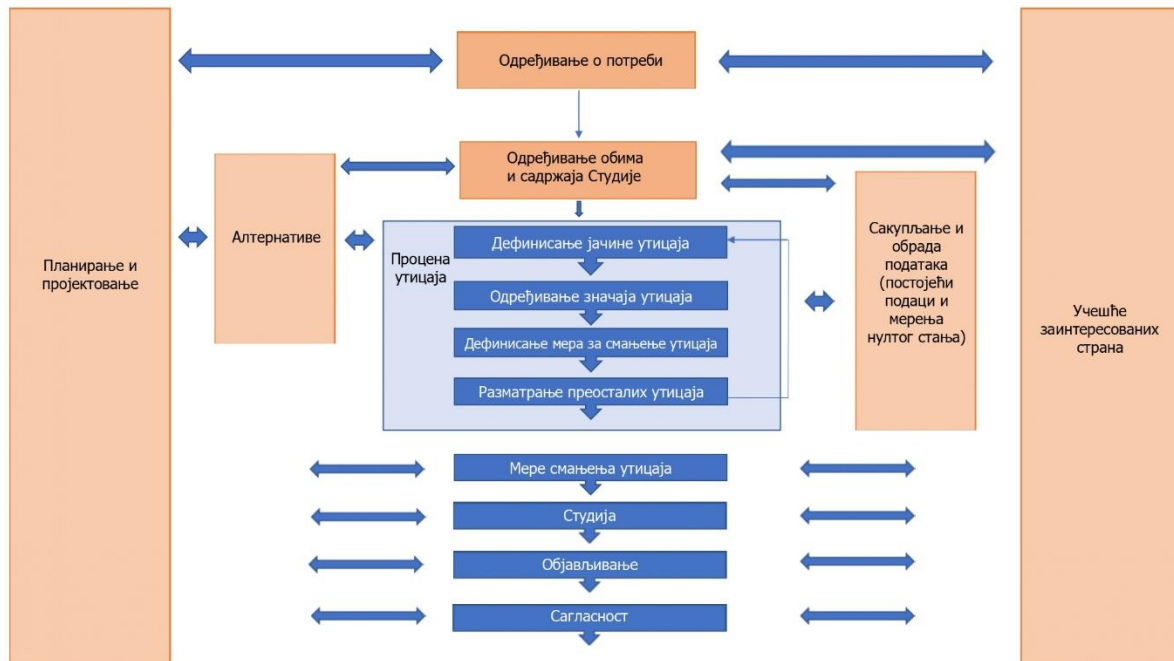 Одређивање о потреби
Одређивање обима
и садржаја Студије
Планирање и
пројектовање
Алтернативе
Процена
утицаја
Дефинисање јачине утицаја
Одређивање значаја утицаја
Дефинисање мера за смањење утицаја
Разматрање преосталих утицаја
Сакупљање и
обрада
података
(постојећи
подаци и
мерења
нултог стања)
Учешће
заинтересованих
страна
Мере смањења утицаја
Студија
Објављивање
Сагласност